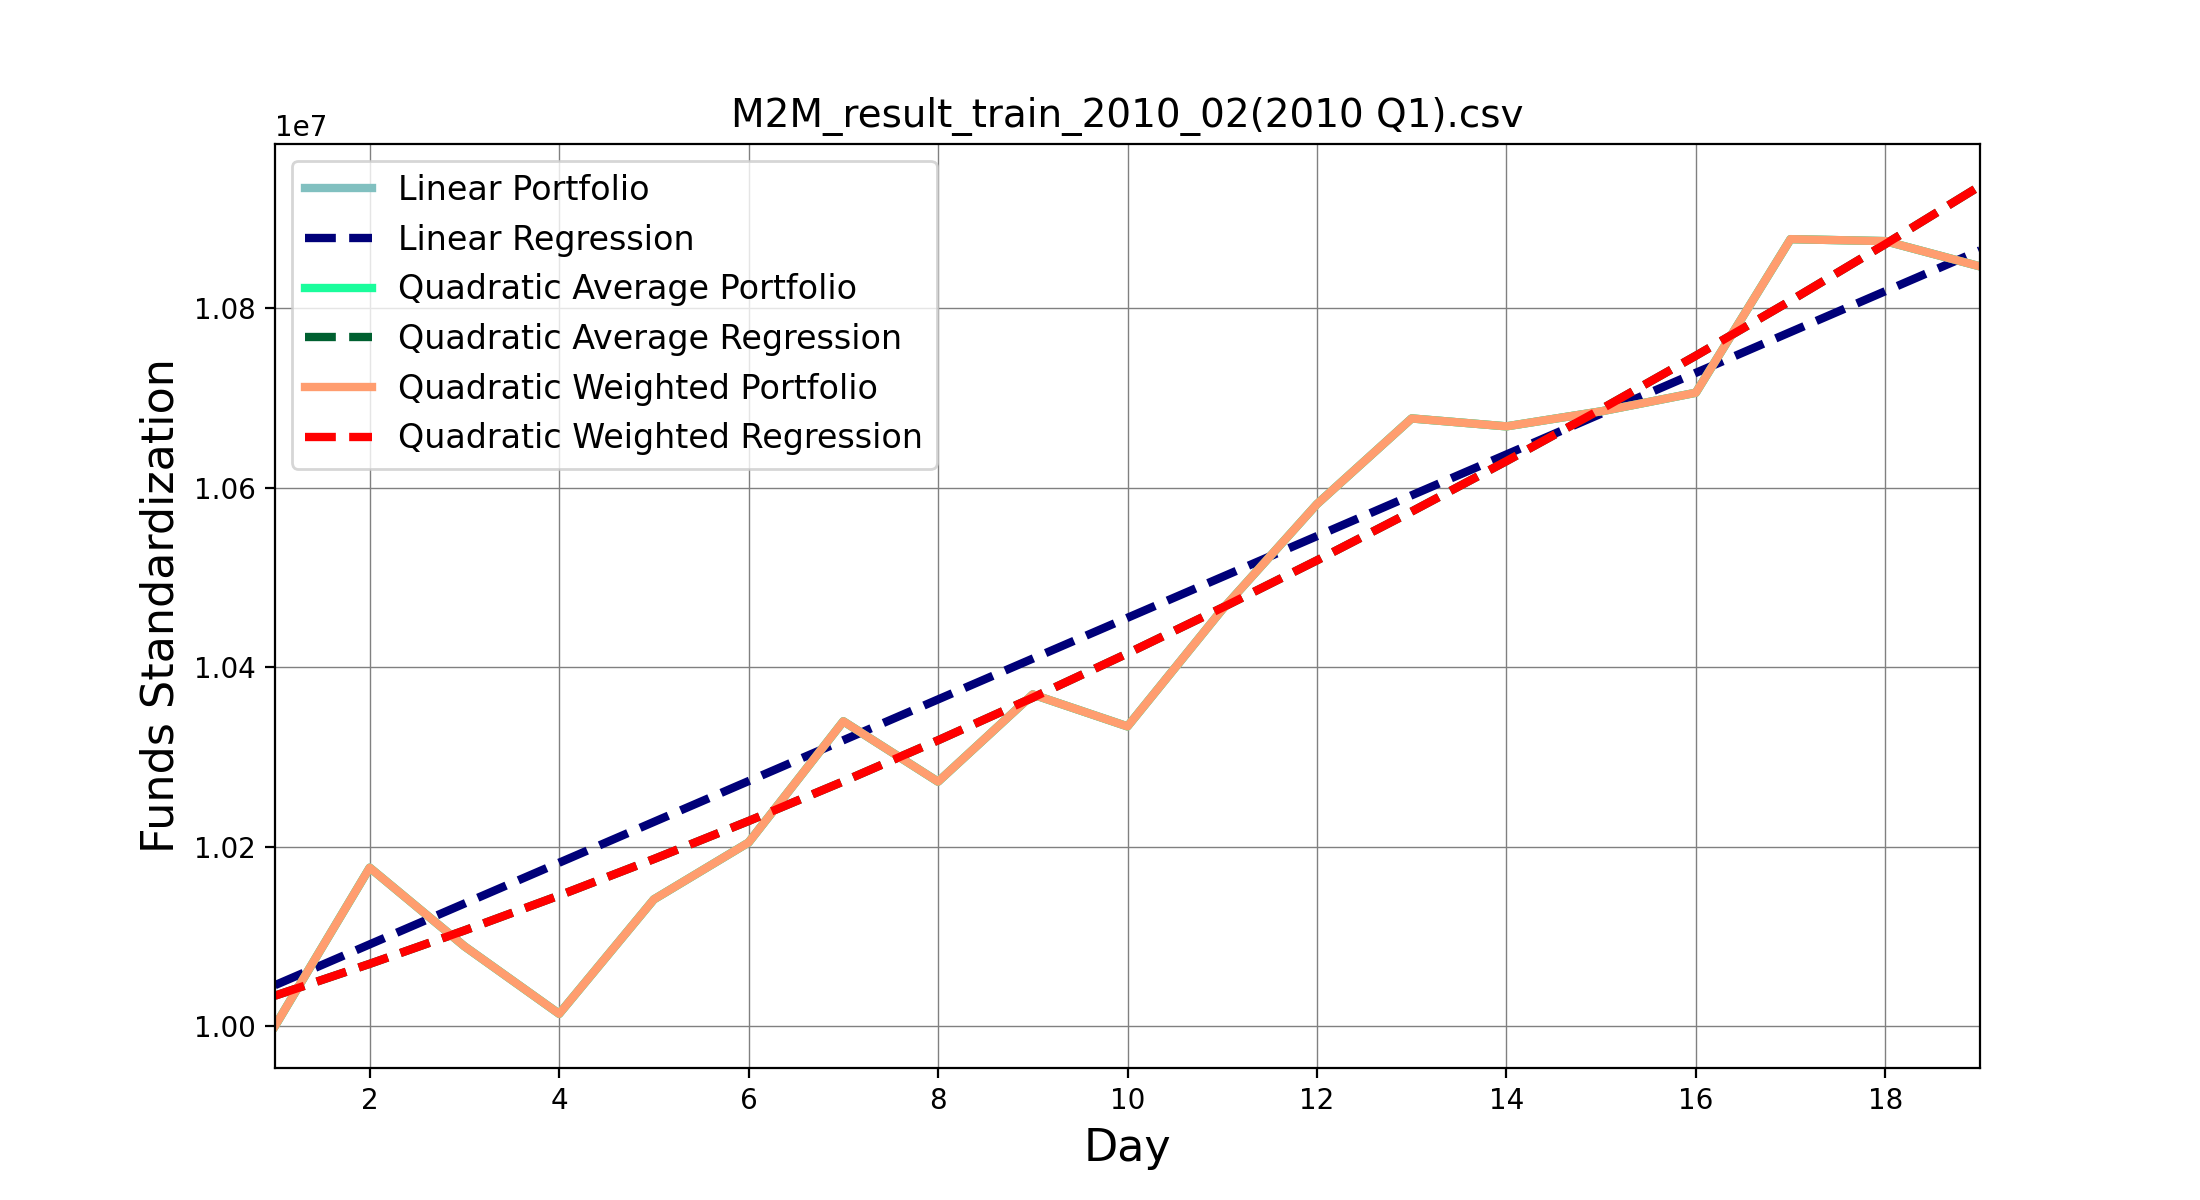 M2M_result_train_2010_02(2010 Q1).csv
1e7
Linear Portfolio
Linear Regression
Quadratic Average Portfolio
Quadratic Average Regression
Quadratic Weighted Portfolio
Quadratic Weighted Regression
Funds Standardization
1.08
1.06
1.04
1.02
1.00
2 4 6 8 10 12 14 16 18
Day